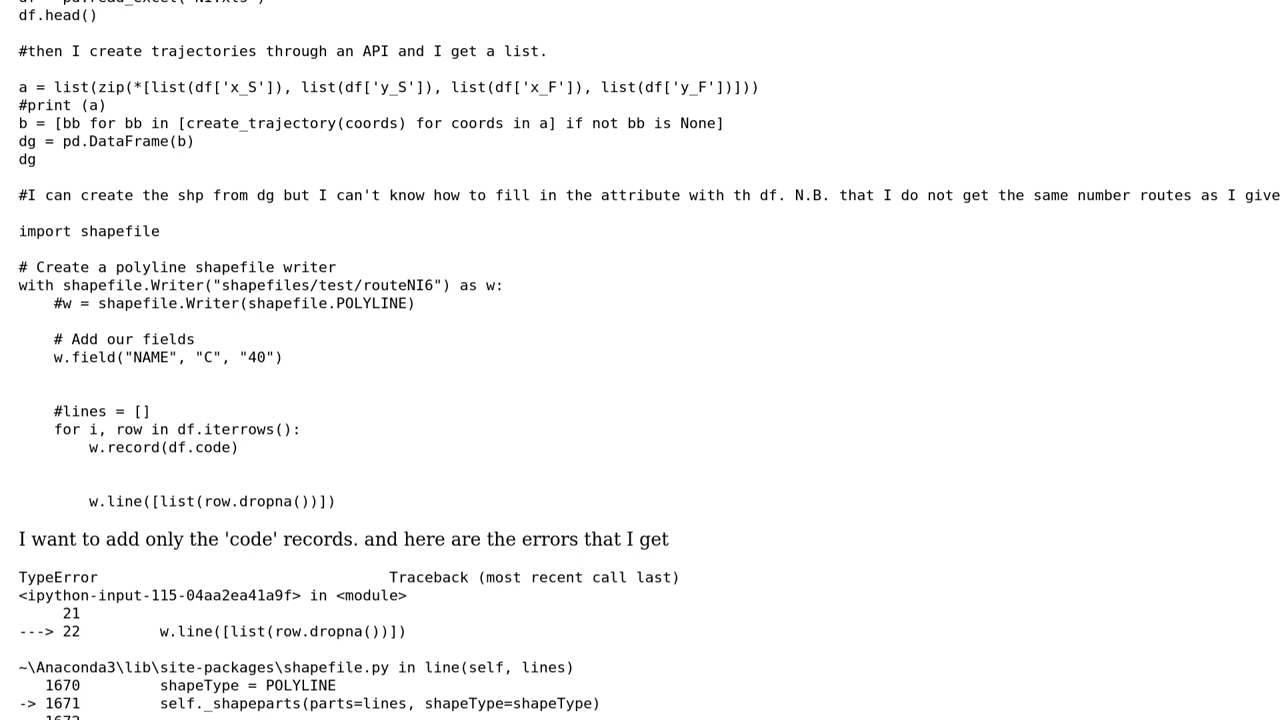 df.head()
#then I create trajectories through an API and I get a list.
a = list(zip(*[list(df['x_S']), list(df['y_S']), list(df['x_F']), list(df['y_F'])]))
#print (a)
b = [bb for bb in [create_trajectory(coords) for coords in a] if not bb is None]
dg = pd.DataFrame(b)
dg
#I can create the shp from dg but I can't know how to fill in the attribute with th df. N.B. that I do not get the same number routes as I give
import shapefile
# Create a polyline shapefile writer
with shapefile.Writer("shapefiles/test/routeNI6") as w:
    #w = shapefile.Writer(shapefile.POLYLINE)
    # Add our fields
    w.field("NAME", "C", "40")
    #lines = []
    for i, row in df.iterrows():
        w.record(df.code)
        w.line([list(row.dropna())])
I want to add only the 'code' records. and here are the errors that I get
TypeError                                 Traceback (most recent call last)
<ipython-input-115-04aa2ea41a9f> in <module>
     21
---> 22         w.line([list(row.dropna())])
~\Anaconda3\lib\site-packages\shapefile.py in line(self, lines)
   1670         shapeType = POLYLINE
-> 1671         self._shapeparts(parts=lines, shapeType=shapeType)